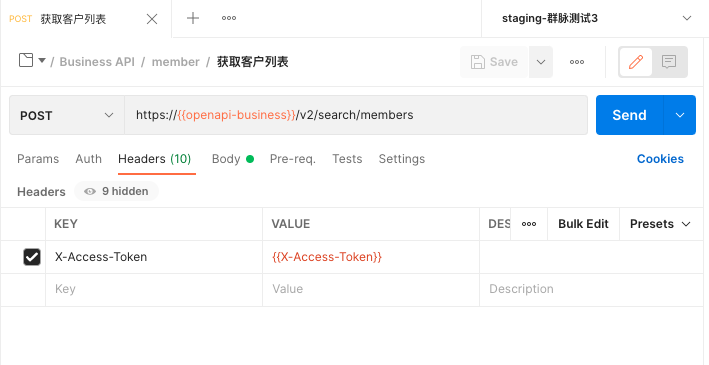 POST 获取客户列表
staging-群脉测试3
/ Business API / member / 获取客户列表
Save
POST
https://{{openapi-business}}/v2/search/members
Send
Params Auth Headers (10) Body Pre-req. Tests Settings Cookies
Headers 9 hidden
KEY VALUE DES Bulk Edit Presets
X-Access-Token {{X-Access-Token}}
Key Value Description